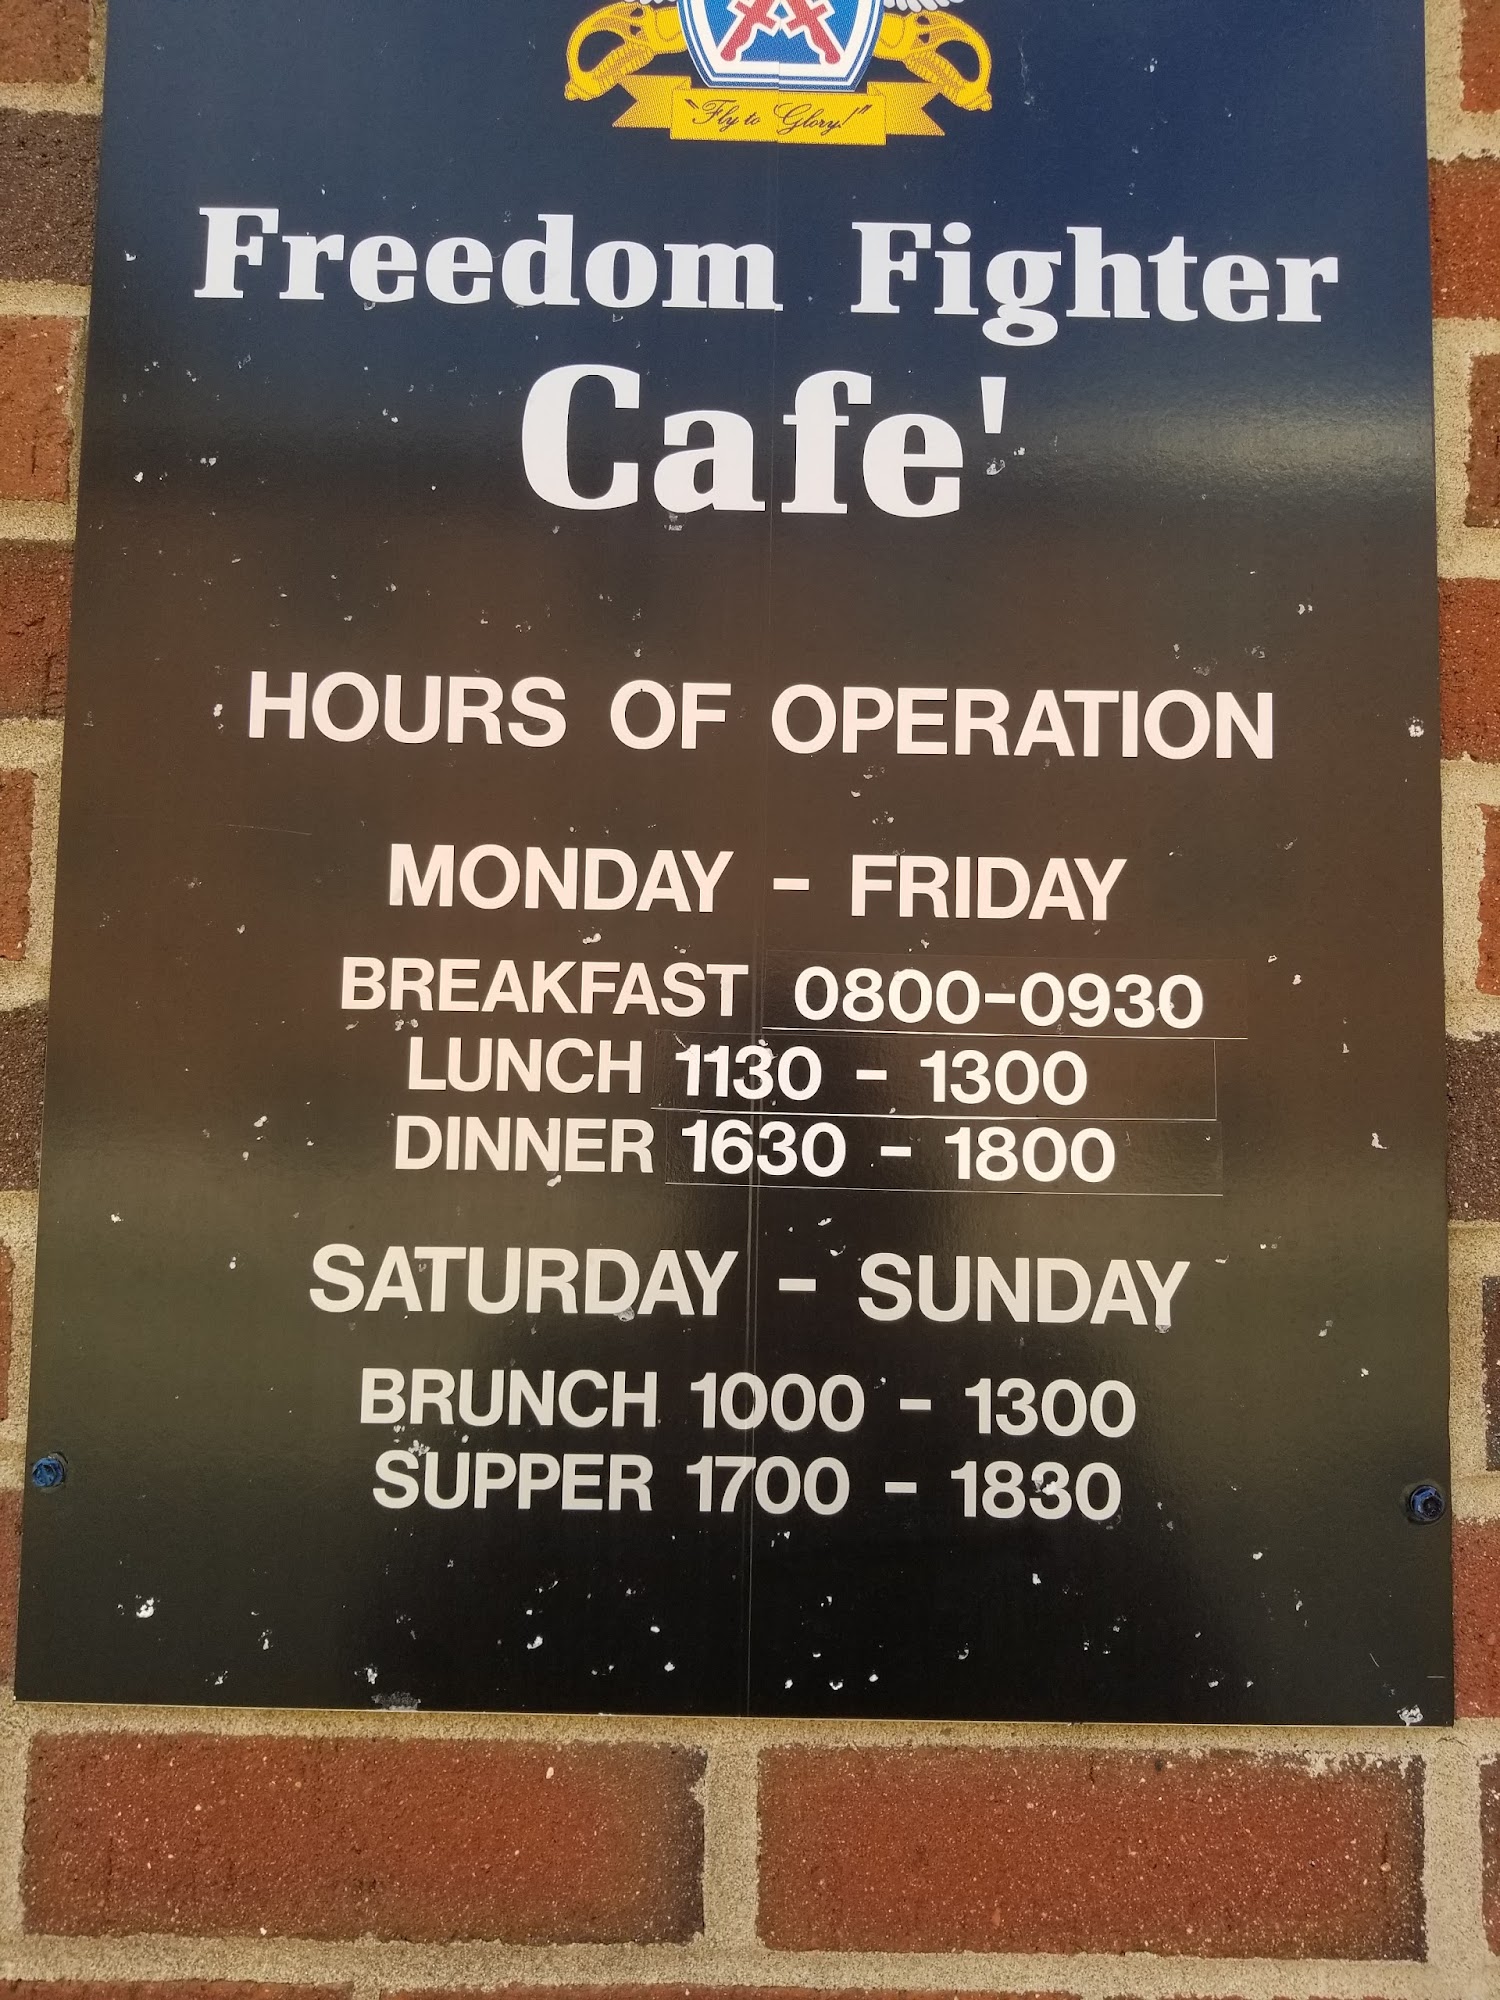 "Fly to Glory!"
Freedom Fighter
Cafe'
HOURS OF OPERATION
MONDAY - FRIDAY
BREAKFAST 0800-0930
LUNCH 1130 - 1300
DINNER 1630 - 1800
SATURDAY - SUNDAY
BRUNCH 1000 - 1300
SUPPER 1700 - 1830